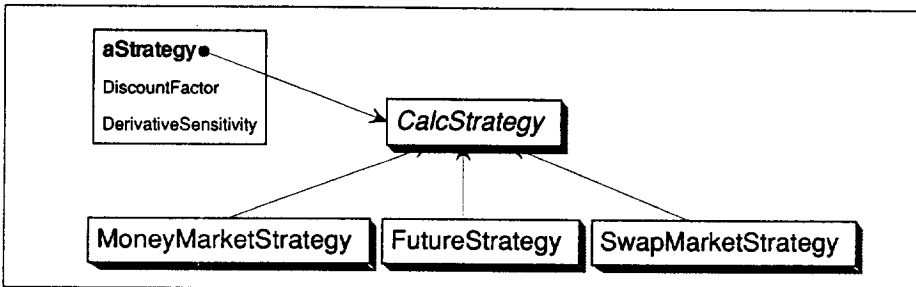 aStrategy
DiscountFactor
DerivativeSensitivity
CalcStrategy
MoneyMarketStrategy
FutureStrategy
SwapMarketStrategy